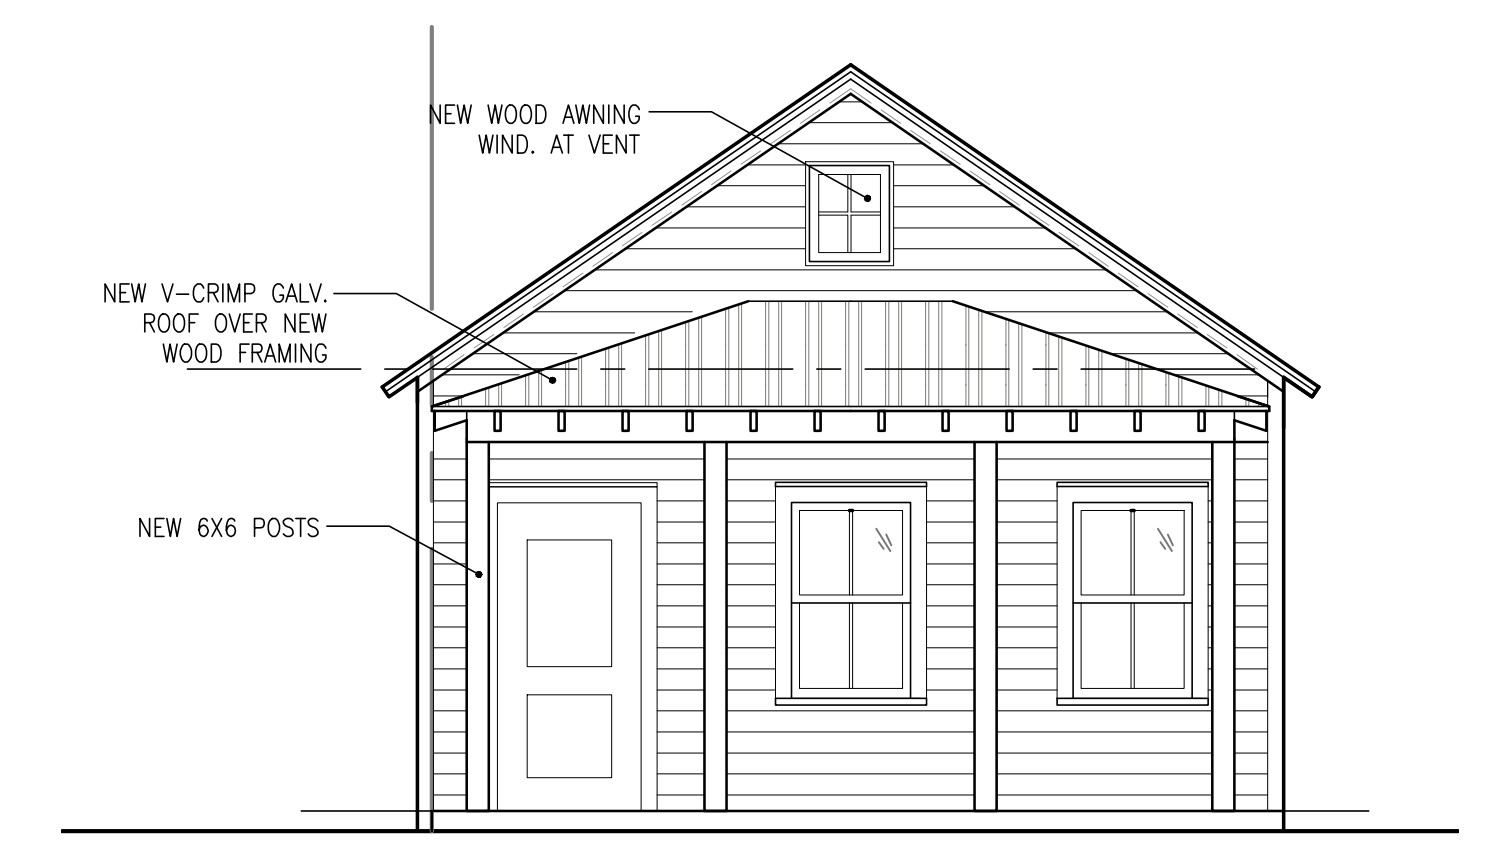 NEW WOOD AWNING
WIND. AT VENT
NEW V-CRIMP GALV.
ROOF OVER NEW
WOOD FRAMING
NEW 6X6 POSTS